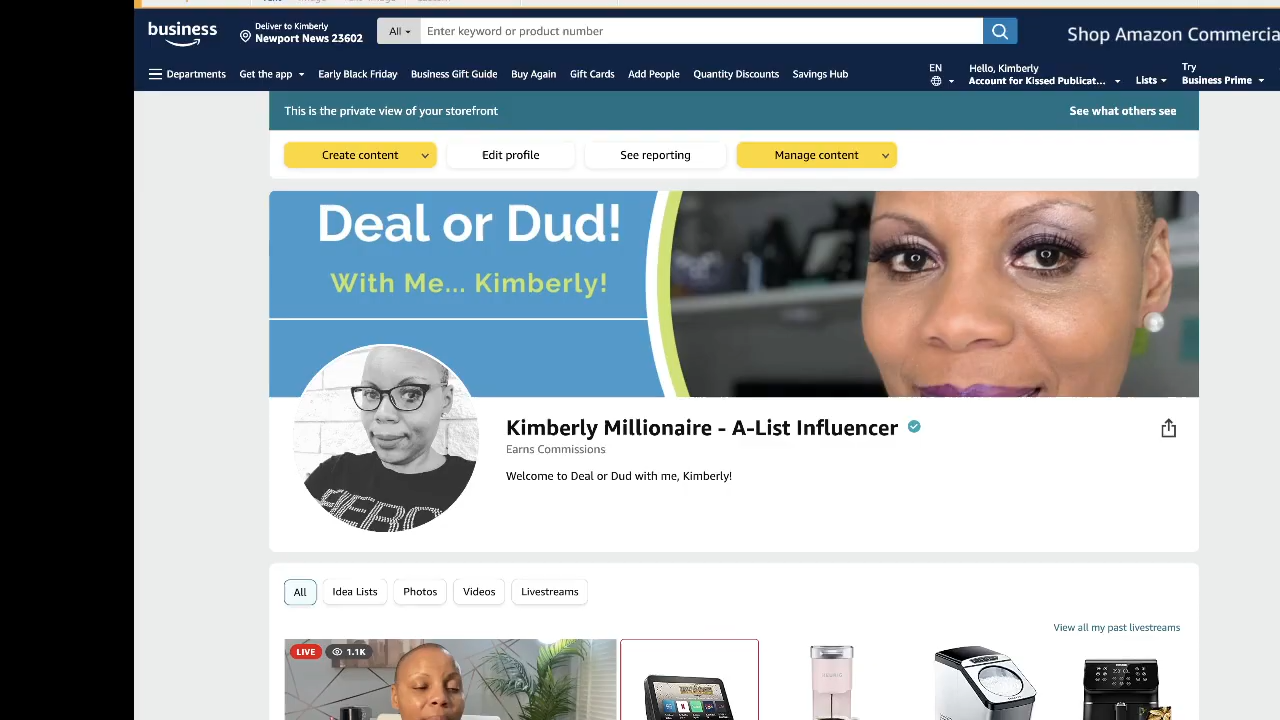 business
Deliver to Kimberly
Newport News 23602
All
Enter keyword or product number
Shop Amazon Commercia
Departments
Get the app
Early Black Friday
Business Gift Guide
Buy Again
Gift Cards
Add People
Quantity Discounts
Savings Hub
EN
Hello, Kimberly
Account for Kissed Publicat...
Lists
Try
Business Prime
This is the private view of your storefront
See what others see
Create content
Edit profile
See reporting
Manage content
Deal or Dud!
With Me... Kimberly!
Kimberly Millionaire - A-List Influencer
Earns Commissions
Welcome to Deal or Dud with me, Kimberly!
All
Idea Lists
Photos
Videos
Livestreams
View all my past livestreams
LIVE
1.1K
KEURIG